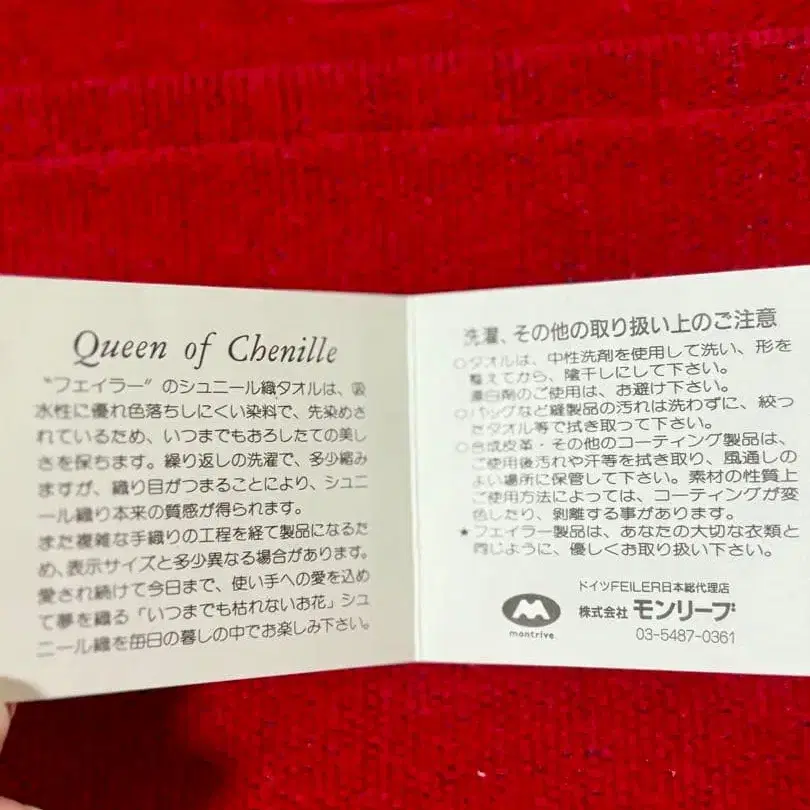 Queen of Chenille
“フェイラー”のシュニール織タオルは、吸
水性に優れ色落ちしにくい染料で、先染めさ
れているため、いつまでもおろしたての美し
さを保ちます。繰り返しの洗濯で、多少縮み
ますが、織り目がつまることにより、シュニ
ール織り本来の質感が得られます。
また複雑な手織りの工程を経て製品になるた
め、表示サイズと多少異なる場合があります。
愛され続けて今日まで、使い手への愛を込め
て夢を織る「いつまでも枯れないお花」シュ
ニール織を毎日の暮しの中でお楽しみ下さい。
洗濯、その他の取り扱い上のご注意
○タオルは、中性洗剤を使用して洗い、形を
整えてから、陰干しにして下さい。
漂白剤のご使用は、お避け下さい。
○バッグなど縫製品の汚れは洗わずに、絞っ
たタオル等で拭き取って下さい。
○合成皮革・その他のコーティング製品は、
ご使用後汚れや汗等を拭き取り、風通しの
よい場所に保管して下さい。素材の性質上
ご使用方法によっては、コーティングが変
色したり、剥離する事があります。
★フェイラー製品は、あなたの大切な衣類と
同じように、優しくお取り扱い下さい。
ドイツFEILER日本総代理店
株式会社 モンリーブ
montrive.
03-5487-0361